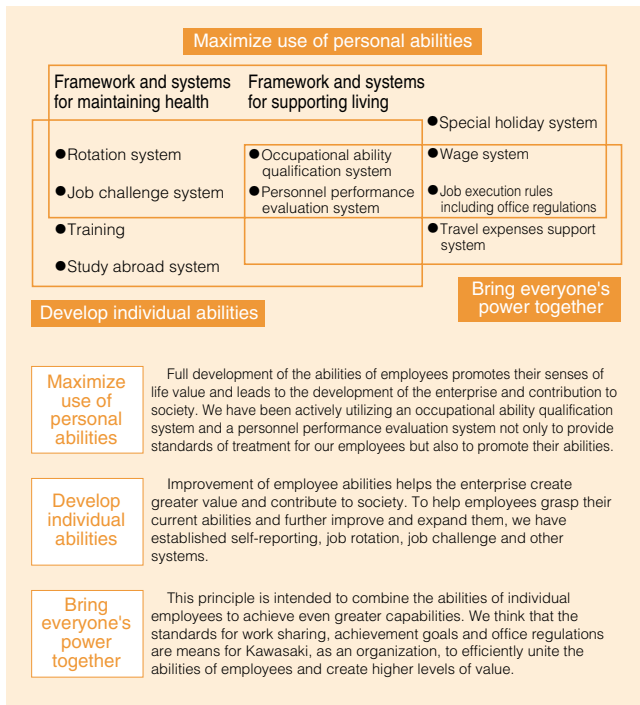 Maximize use of personal abilities
Framework and systems
for maintaining health
Framework and systems
for supporting living
●Special holiday system
●Rotation system
●Occupational ability
qualification system
●Wage system
●Job challenge system
●Personnel performance
evaluation system
●Job execution rules
including office regulations
●Training
●Travel expenses support
system
●Study abroad system
Develop individual abilities
Bring everyone's
power together
Maximize
use of
personal
abilities
Full development of the abilities of employees promotes their senses of
life value and leads to the development of the enterprise and contribution to
society. We have been actively utilizing an occupational ability qualification
system and a personnel performance evaluation system not only to provide
standards of treatment for our employees but also to promote their abilities.
Develop
individual
abilities
Improvement of employee abilities helps the enterprise create
greater value and contribute to society. To help employees grasp their
current abilities and further improve and expand them, we have
established self-reporting, job rotation, job challenge and other
systems.
Bring
everyone's
power
together
This principle is intended to combine the abilities of individual
employees to achieve even greater capabilities. We think that the
standards for work sharing, achievement goals and office regulations
are means for Kawasaki, as an organization, to efficiently unite the
abilities of employees and create higher levels of value.